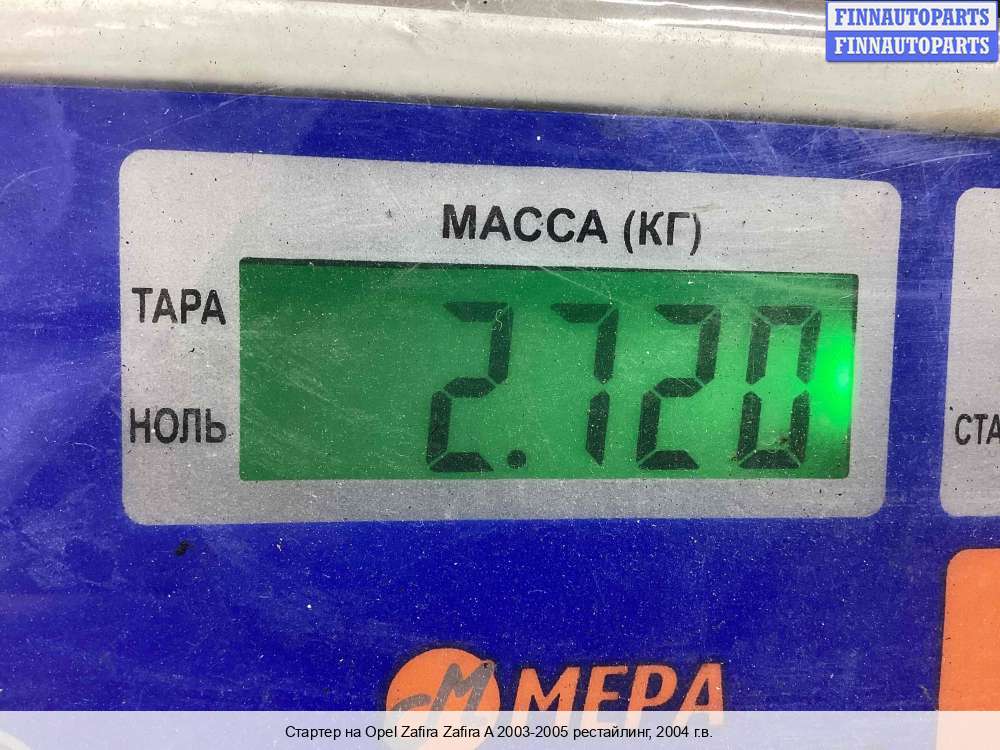 FINNAUTOPARTS
FINNAUTOPARTS
МАССА (КГ)
ТАРА
2.720
НОЛЬ
СТА
М МЕРА
Стартер на Opel Zafira Zafira A 2003-2005 рестайлинг, 2004 г.в.